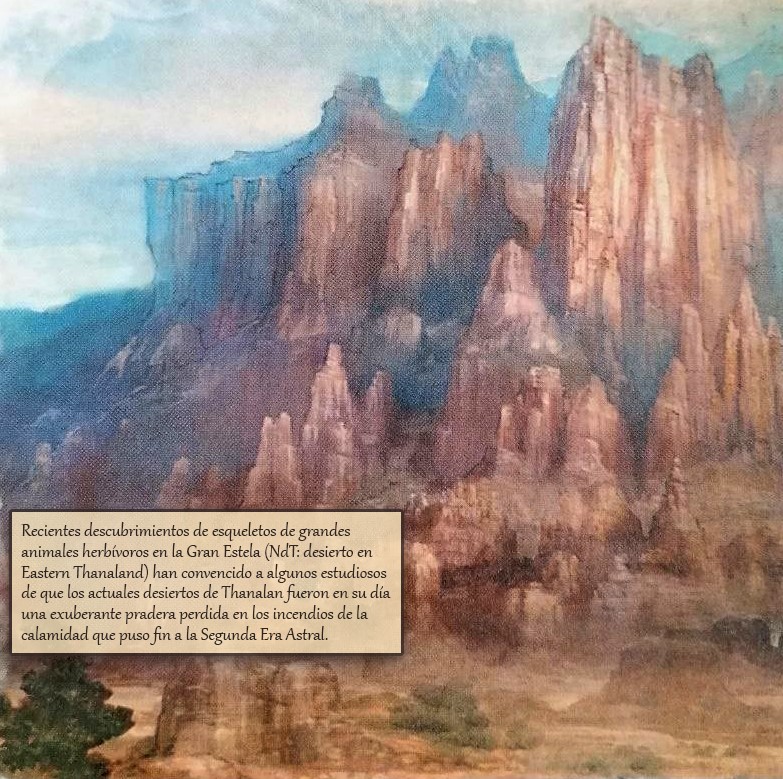 Recientes descubrimientos de esqueletos de grandes
animales herbívoros en la Gran Estela (NdT: desierto en
Eastern Thanaland) han convencido a algunos estudiosos
de que los actuales desiertos de Thanalan fueron en su día
una exuberante pradera perdida en los incendios de la
calamidad que puso fin a la Segunda Era Astral.